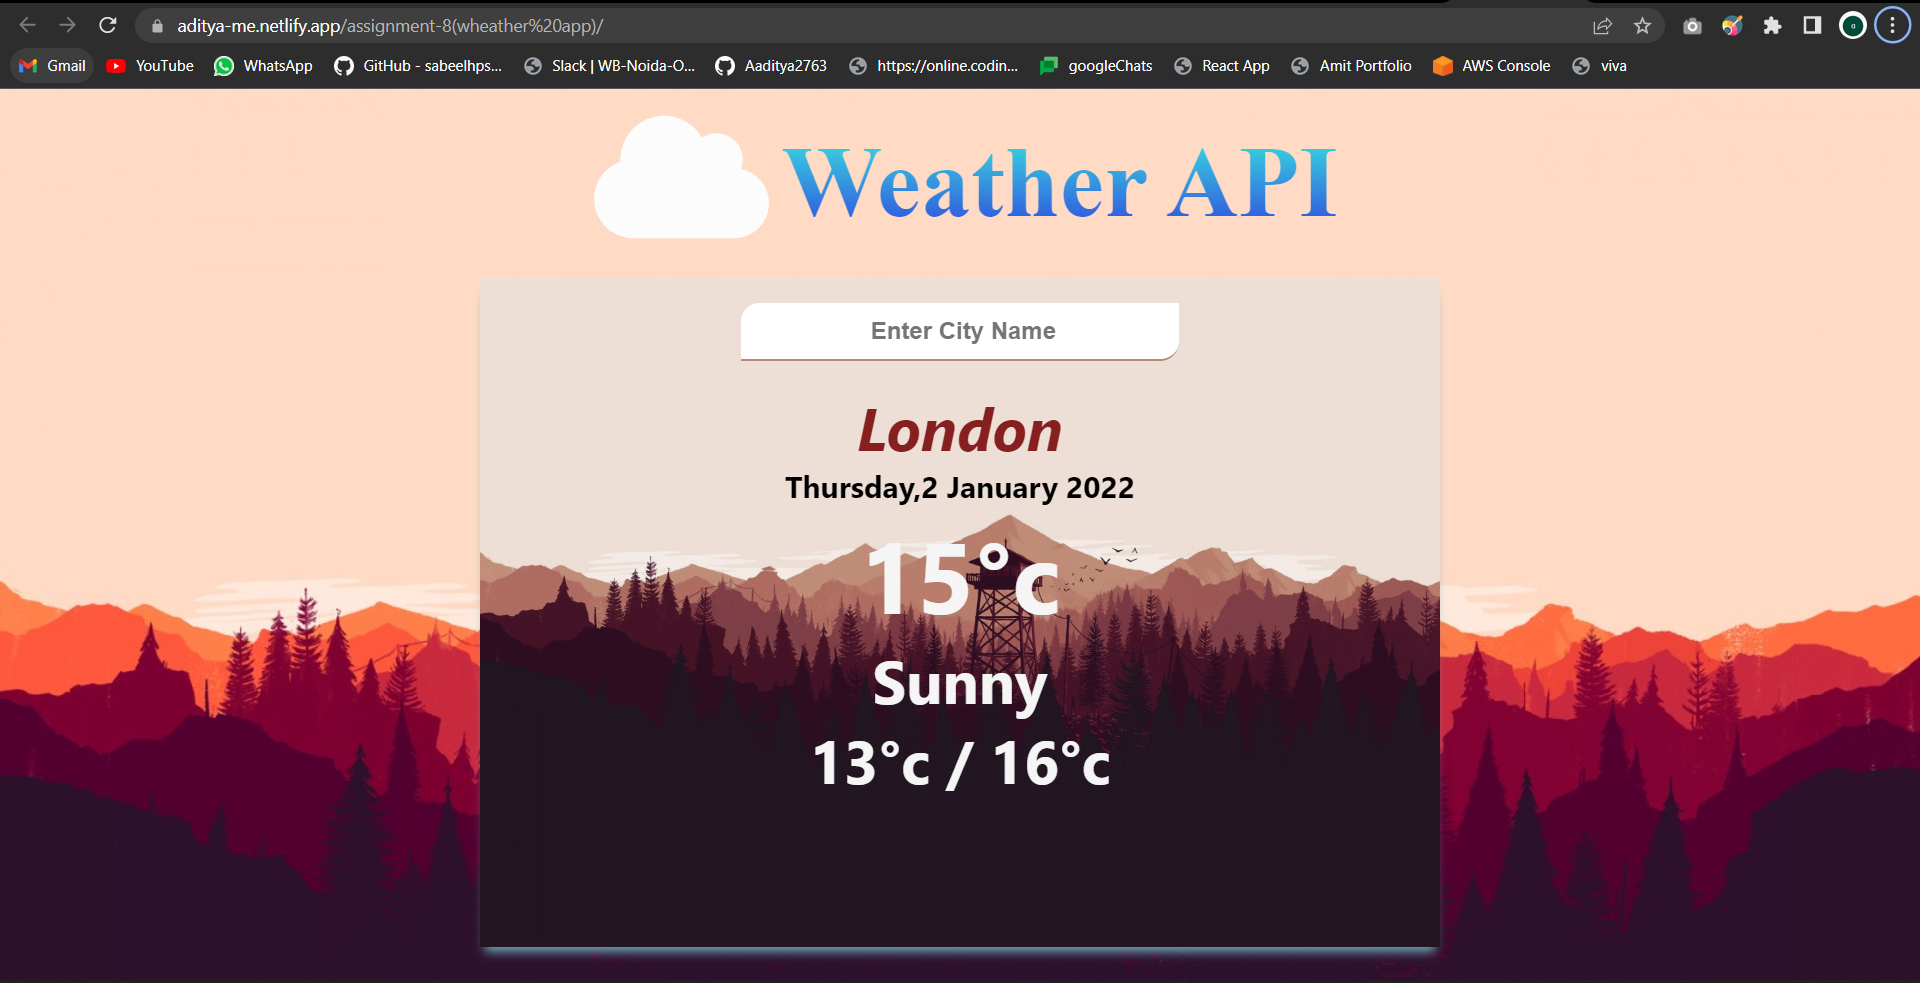 aditya-me.netlify.app/assignment-8(wheather%20app)/
Gmail YouTube WhatsApp GitHub - sabeelhps... Slack | WB-Noida-O... Aaditya2763 https://online.codin... googleChats React App Amit Portfolio AWS Console viva
Weather API
Enter City Name
London
Thursday,2 January 2022
15°c
Sunny
13°c / 16°c